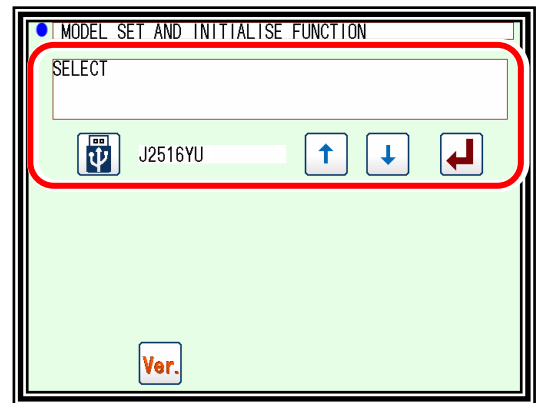 MODEL SET AND INITIALISE FUNCTION
SELECT
J2516YU
Ver.